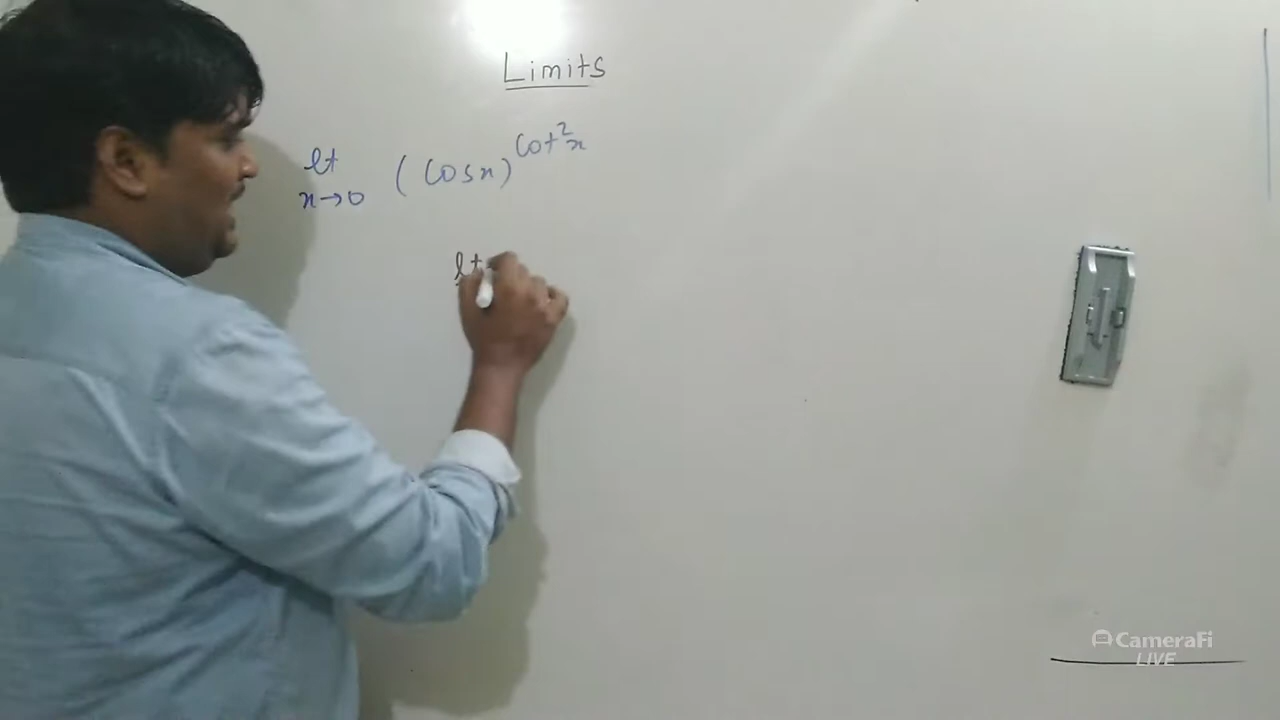 Limits
lt x→0 (Cosx)^Cot²x
lt
CameraFi
LIVE